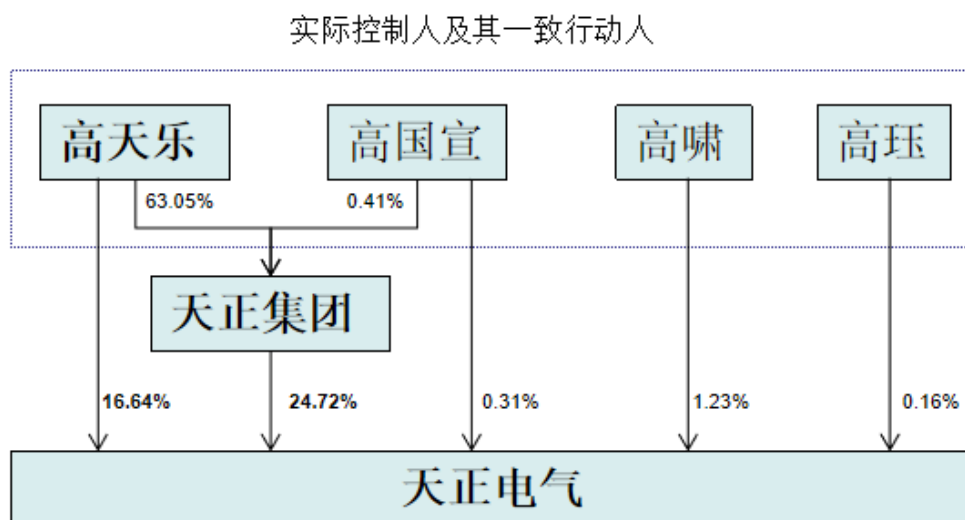 实际控制人及其一致行动人
高天乐
高国宣
高啸
高珏
63.05%
0.41%
天正集团
16.64%
24.72%
0.31%
1.23%
0.16%
天正电气